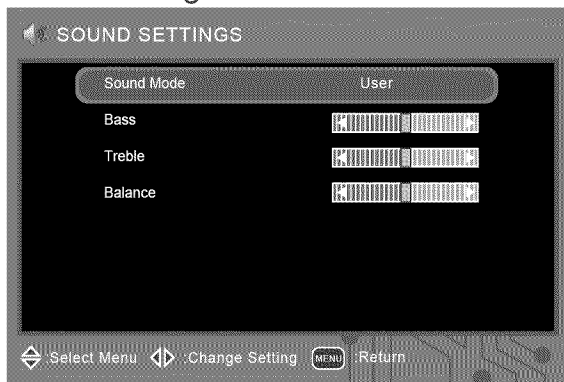 SOUND SETTINGS
Sound Mode User
Bass
Treble
Balance
:Select Menu :Change Setting MENU :Return